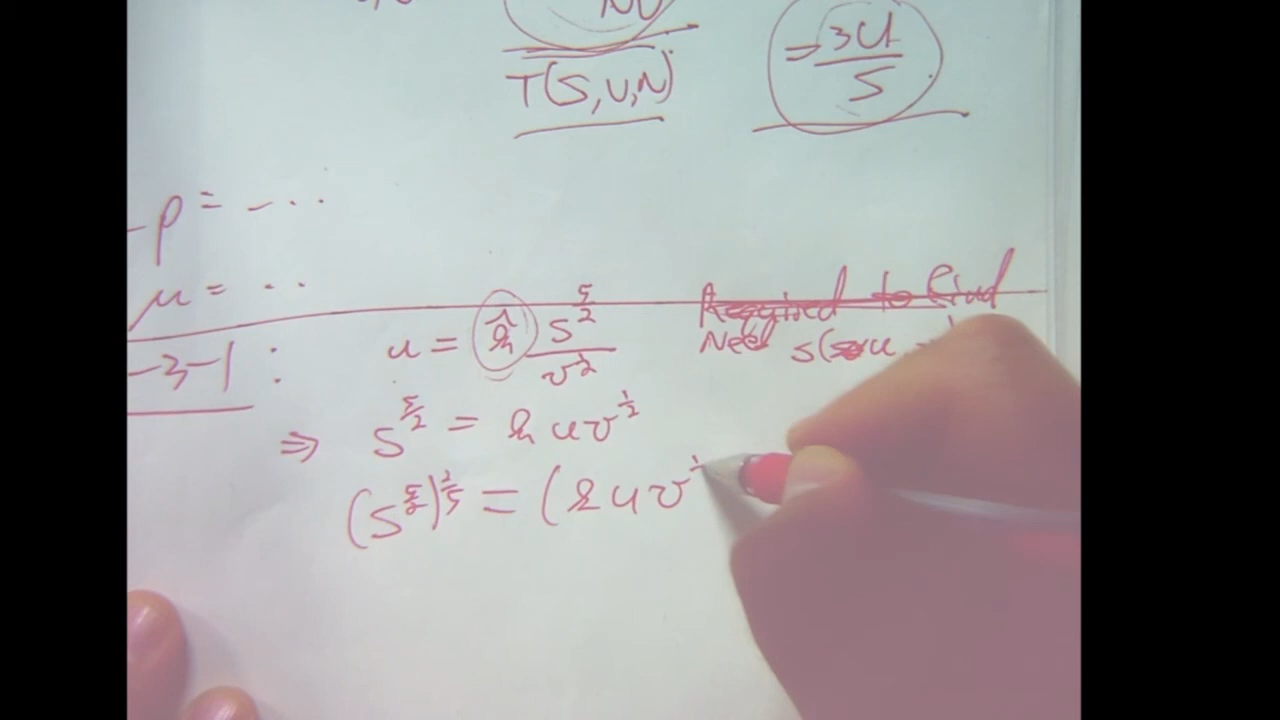 NU
T(S,U,N)
⇒ 3U/S
-p = - ...
μ = ..
-3-1 :
u = s^(5/2) / v^(1/2)
Required to find
Need s(u
⇒ s^(5/2) = u v^(1/2)
(s^(5/2))^(2/5) = ( u v